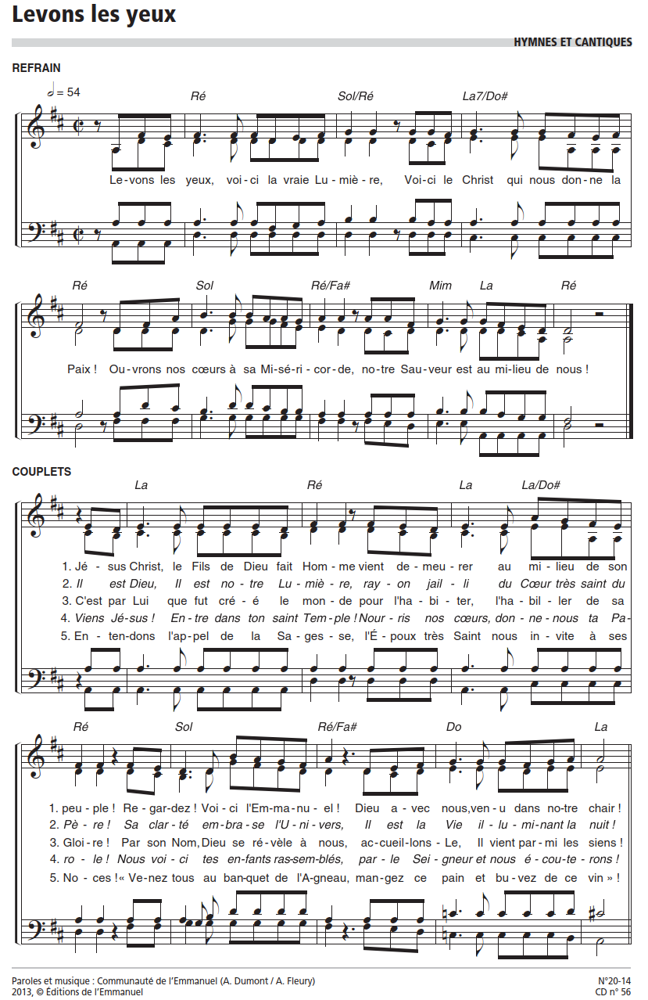 Levons les yeux
HYMNES ET CANTIQUES
REFRAIN
= 54
Ré Sol/Ré La7/Do#
Le - vons les yeux, voi - ci la vraie Lu - miè - re, Voi - ci le Christ qui nous don - ne la
Ré Sol Ré/Fa# Mim La Ré
Paix ! Ou - vrons nos cœurs à sa Mi - sé - ri - cor - de, no - tre Sau - veur est au mi - lieu de nous !
COUPLETS
La Ré La La/Do#
1. Jé - sus Christ, le Fils de Dieu fait Hom - me vient de - meu - rer au mi - lieu de son
2. Il est Dieu, Il est no - tre Lu - miè - re, ray - on jail - li du Cœur très saint du
3. C'est par Lui que fut cré - é le mon - de pour l'ha - bi - ter, l'ha - bil - ler de sa
4. Viens Jé - sus ! En - tre dans ton saint Tem - ple ! Nour - ris nos cœurs, don - ne - nous ta Pa -
5. En - ten - dons l'ap - pel de la Sa - ges - se, l'É - poux très Saint nous in - vite à ses
Ré Sol Ré/Fa# Do La
1. peu - ple ! Re - gar - dez ! Voi - ci l'Em - ma - nu - el ! Dieu a - vec nous, ven - u dans no - tre chair !
2. Pè - re ! Sa clar - té em - bra - se l'U - ni - vers, Il est la Vie il - lu - mi - nant la nuit !
3. Gloi - re ! Par son Nom, Dieu se ré - vèle à nous, ac - cueil - lons - Le, Il vient par - mi les siens !
4. ro - le ! Nous voi - ci tes en - fants ras - sem - blés, par - le Sei - gneur et nous é - cou - te - rons !
5. No - ces ! « Ve - nez tous au ban - quet de l'A - gneau, man - gez ce pain et bu - vez de ce vin » !
Paroles et musique : Communauté de l'Emmanuel (A. Dumont / A. Fleury)
2013, © Éditions de l'Emmanuel
N°20-14
CD n° 56